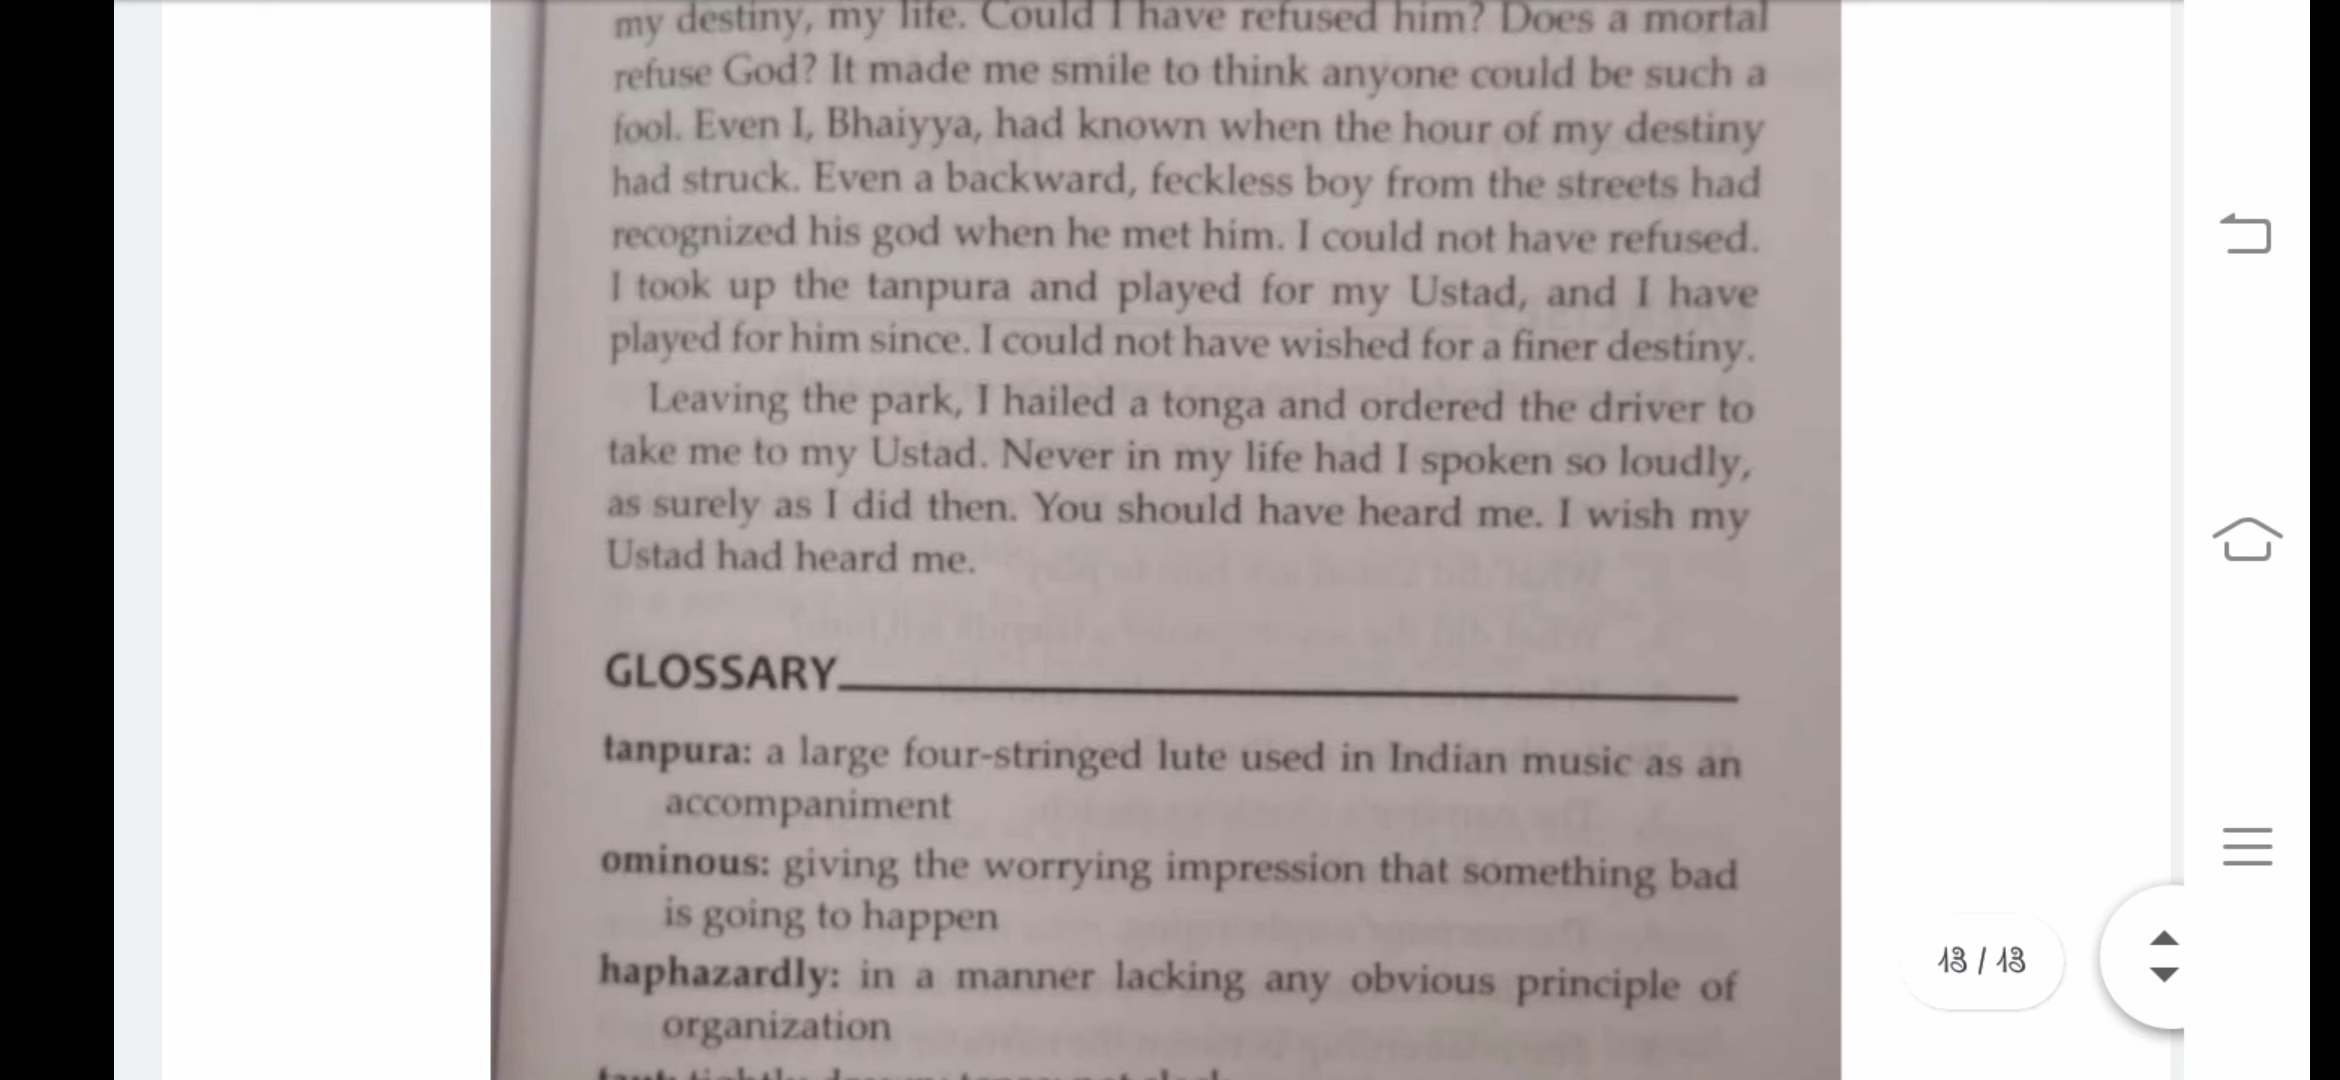 my destiny, my life. Could I have refused him? Does a mortal
refuse God? It made me smile to think anyone could be such a
fool. Even I, Bhaiyya, had known when the hour of my destiny
had struck. Even a backward, feckless boy from the streets had
recognized his god when he met him. I could not have refused.
I took up the tanpura and played for my Ustad, and I have
played for him since. I could not have wished for a finer destiny.
Leaving the park, I hailed a tonga and ordered the driver to
take me to my Ustad. Never in my life had I spoken so loudly,
as surely as I did then. You should have heard me. I wish my
Ustad had heard me.
GLOSSARY
tanpura: a large four-stringed lute used in Indian music as an
accompaniment
ominous: giving the worrying impression that something bad
is going to happen
haphazardly: in a manner lacking any obvious principle of
organization
13 / 13